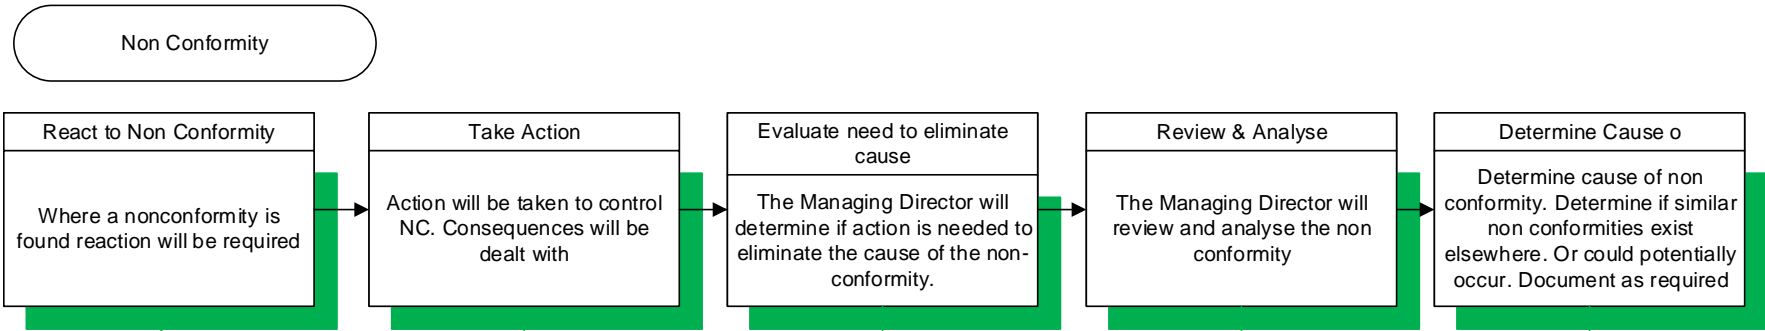 Non Conformity
React to Non Conformity
Where a nonconformity is
found reaction will be required
Take Action
Action will be taken to control
NC. Consequences will be
dealt with
Evaluate need to eliminate
cause
The Managing Director will
determine if action is needed to
eliminate the cause of the non-
conformity.
Review & Analyse
The Managing Director will
review and analyse the non
conformity
Determine Cause o
Determine cause of non
conformity. Determine if similar
non conformities exist
elsewhere. Or could potentially
occur. Document as required